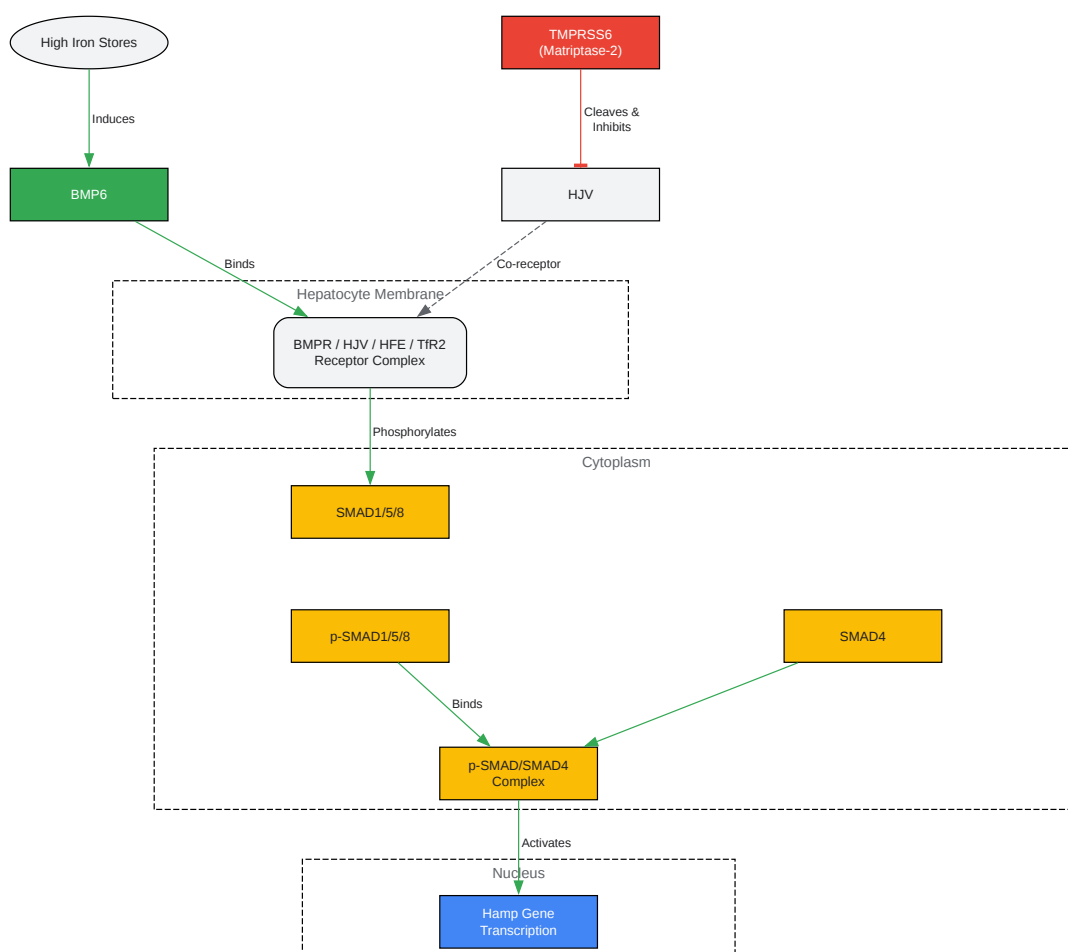 High Iron Stores
TMPRSS6
(Matriptase-2)
Induces
Cleaves &
Inhibits
BMP6
HJV
Binds
Co-receptor
Hepatocyte Membrane
BMPR / HJV / HFE / TfR2
Receptor Complex
Phosphorylates
Cytoplasm
SMAD1/5/8
p-SMAD1/5/8
SMAD4
Binds
p-SMAD/SMAD4
Complex
Activates
Nucleus
Hamp Gene
Transcription